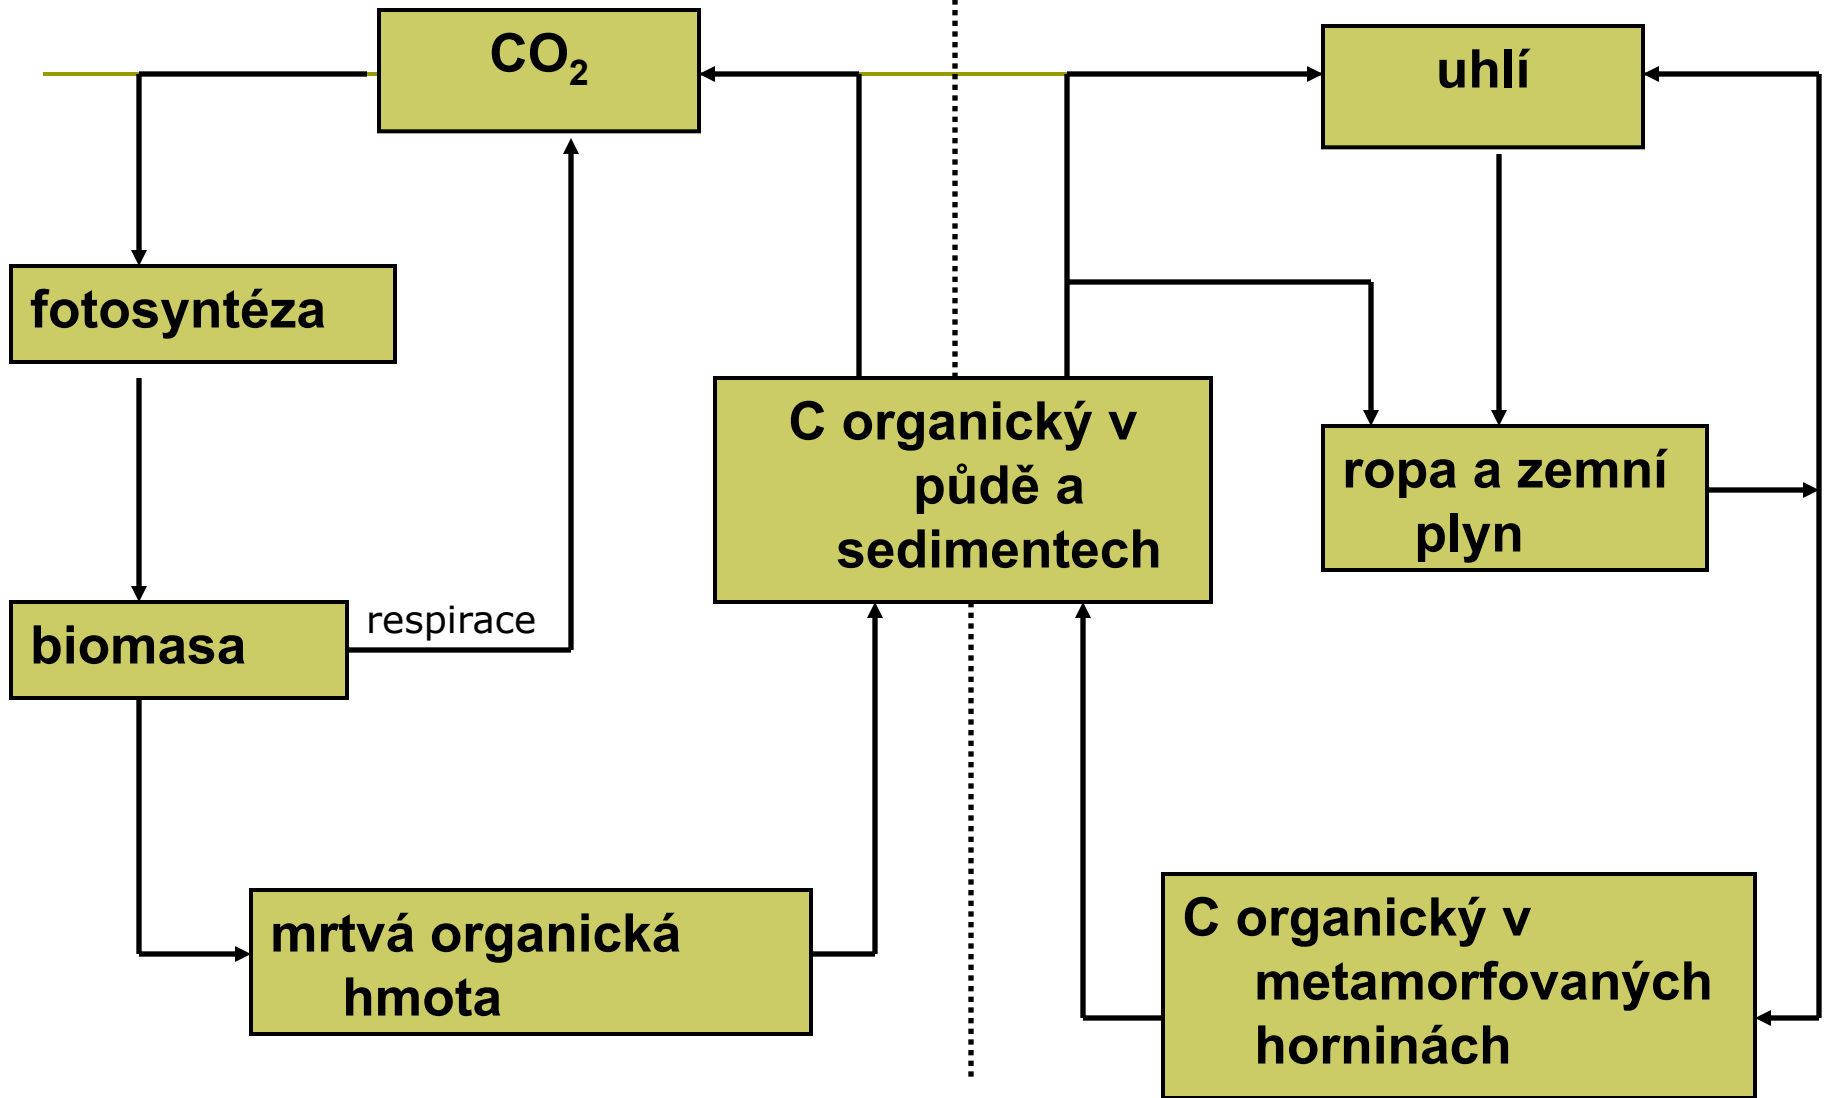 CO₂
uhlí
fotosyntéza
C organický v
půdě a
sedimentech
ropa a zemní
plyn
biomasa
respirace
mrtvá organická
hmota
C organický v
metamorfovaných
horninách